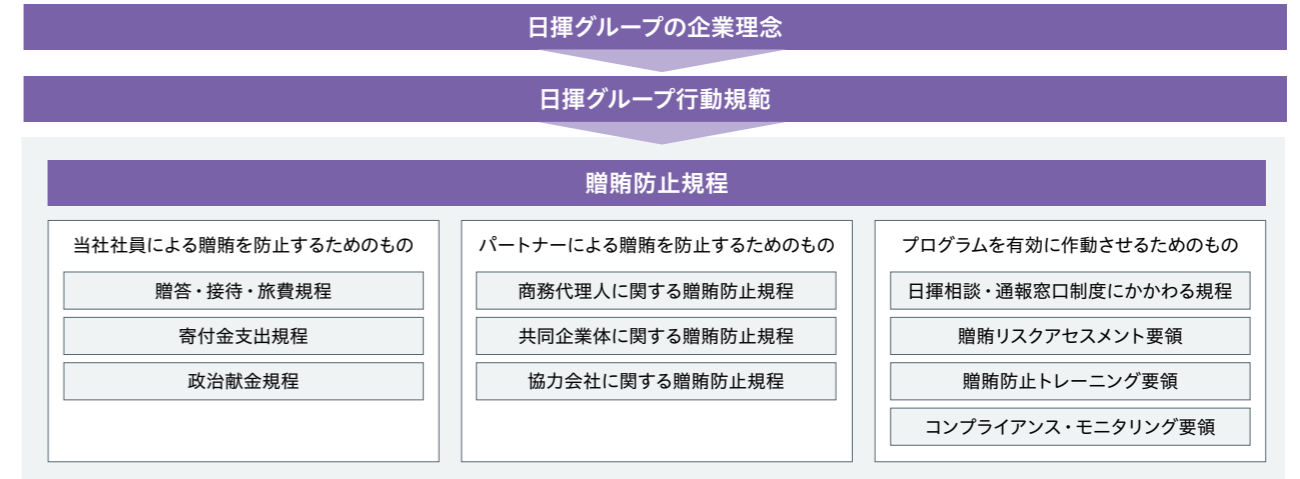 日揮グループの企業理念
日揮グループ行動規範
贈賄防止規程
当社社員による贈賄を防止するためのもの
贈答・接待・旅費規程
寄付金支出規程
政治献金規程
パートナーによる贈賄を防止するためのもの
商務代理人に関する贈賄防止規程
共同企業体に関する贈賄防止規程
協力会社に関する贈賄防止規程
プログラムを有効に作動させるためのもの
日揮相談・通報窓口制度にかかわる規程
贈賄リスクアセスメント要領
贈賄防止トレーニング要領
コンプライアンス・モニタリング要領